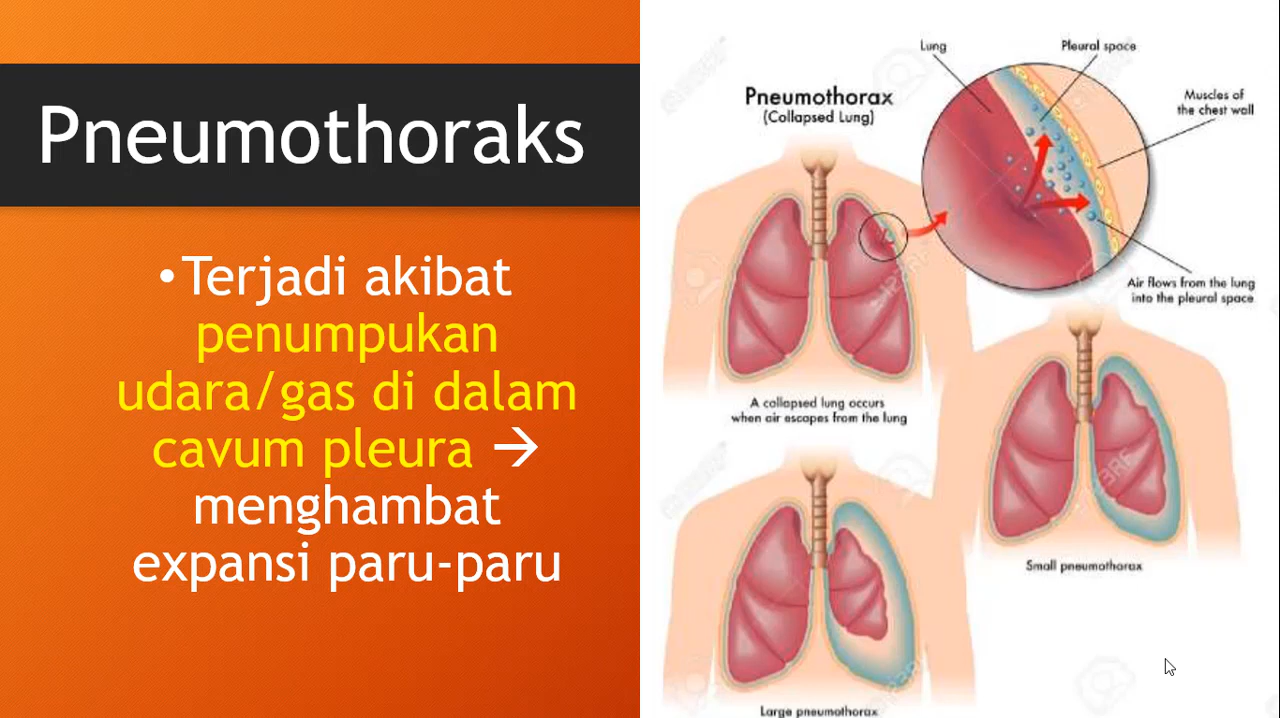 Pneumothoraks
•Terjadi akibat
penumpukan
udara/gas di dalam
cavum pleura →
menghambat
expansi paru-paru
Pneumothorax
(Collapsed Lung)
Lung
Pleural space
Muscles of
the chest wall
Air flows from the lung
into the pleural space
A collapsed lung occurs
when air escapes from the lung
Small pneumothorax
Large pneumothorax